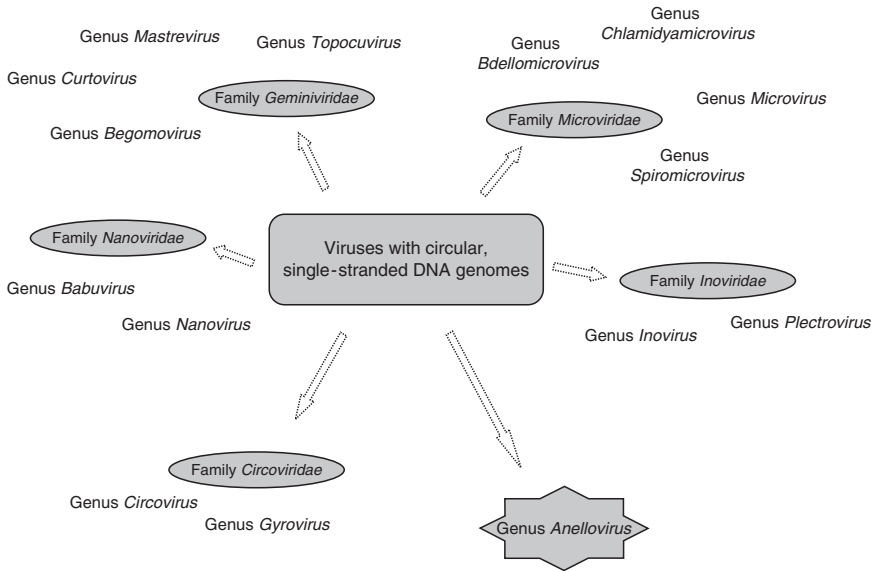 Genus Mastrevirus
Genus Topocuvirus
Genus Curtovirus
Family Geminiviridae
Genus Begomovirus
Genus
Chlamidyamicrovirus
Genus
Bdellomicrovirus
Genus Microvirus
Family Microviridae
Genus
Spiromicrovirus
Viruses with circular,
single-stranded DNA genomes
Family Nanoviridae
Genus Babuvirus
Genus Nanovirus
Family Inoviridae
Genus Plectrovirus
Genus Inovirus
Family Circoviridae
Genus Circovirus
Genus Gyrovirus
Genus Anellovirus